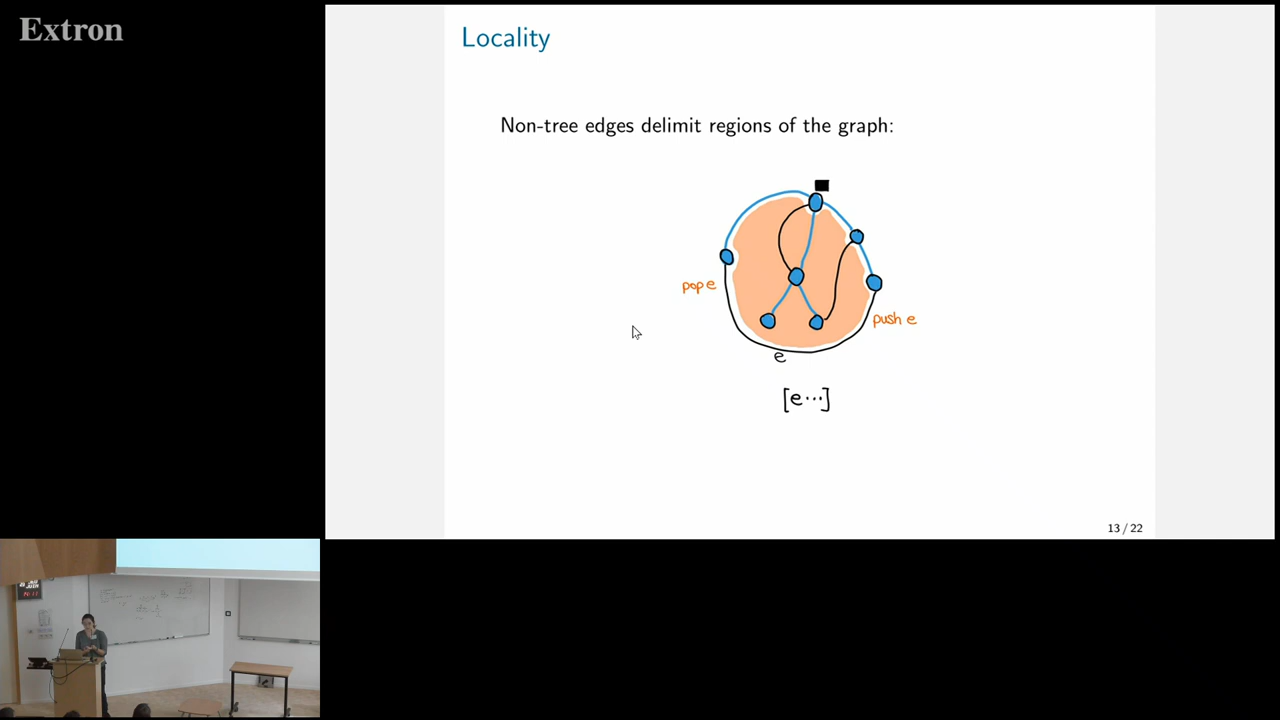 Extron
Locality
Non-tree edges delimit regions of the graph:
pop e
push e
e
[e···]
13 / 22